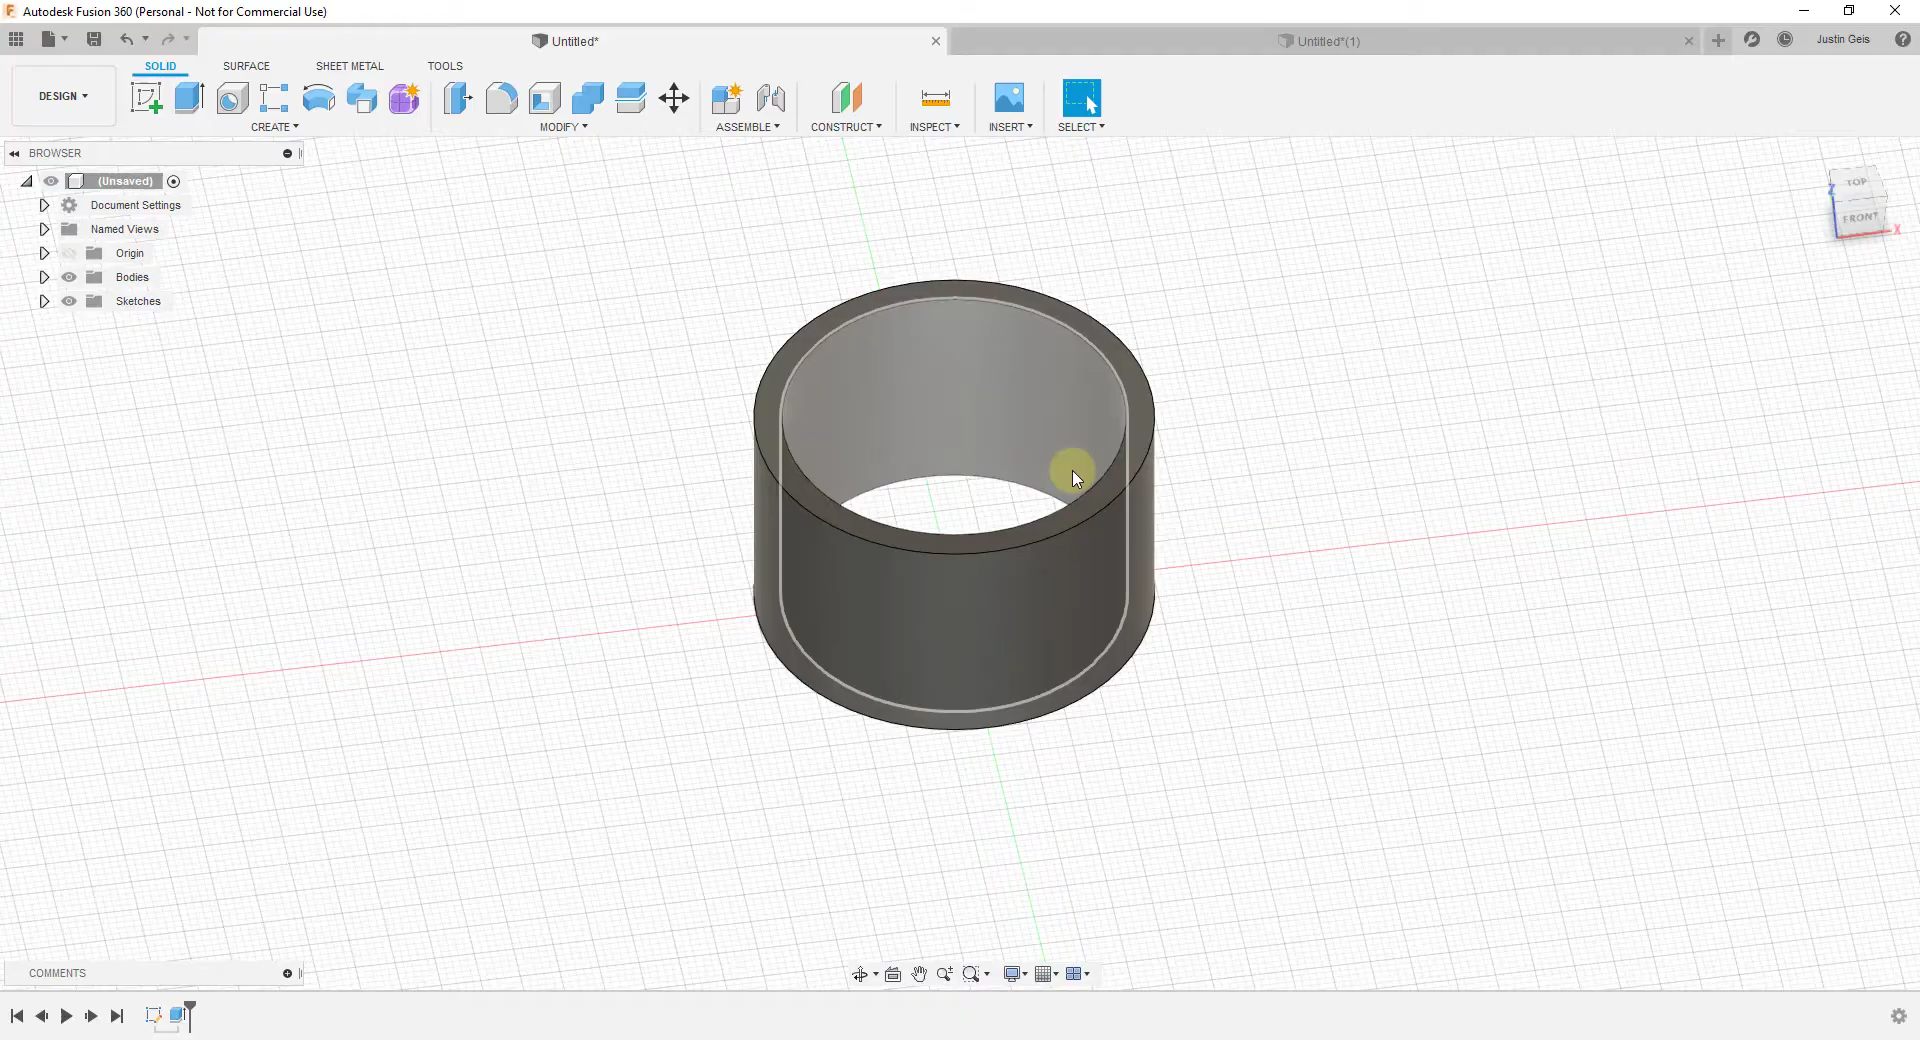 Autodesk Fusion 360 (Personal - Not for Commercial Use)
Untitled*
Untitled*(1)
Justin Geis
SOLID
SURFACE
SHEET METAL
TOOLS
DESIGN
CREATE
MODIFY
ASSEMBLE
CONSTRUCT
INSPECT
INSERT
SELECT
BROWSER
(Unsaved)
Document Settings
Named Views
Origin
Bodies
Sketches
TOP
Z
FRONT
X
COMMENTS